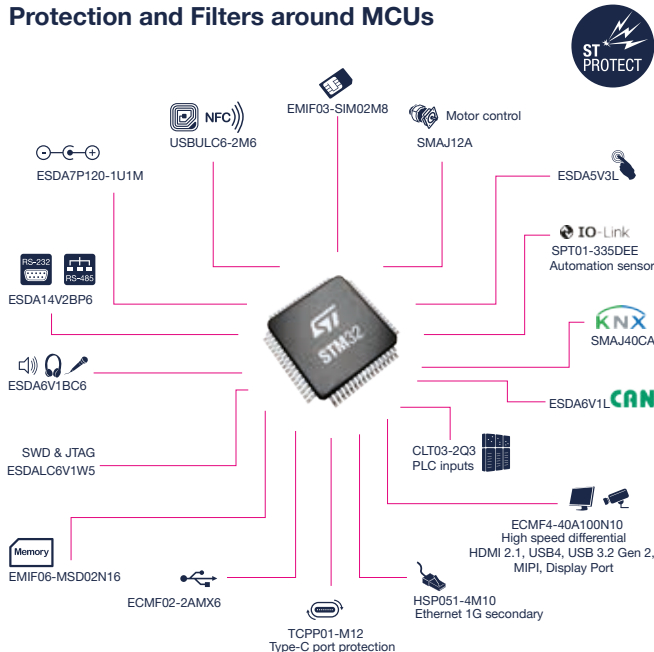 Protection and Filters around MCUs
ST
PROTECT
EMIF03-SIM02M8
NFC
USBULC6-2M6
Motor control
SMAJ12A
ESDA7P120-1U1M
ESDA5V3L
RS-232
RS-485
ESDA14V2BP6
IO-Link
SPT01-335DEE
Automation sensor
ST
STM32
KNX
SMAJ40CA
ESDA6V1BC6
ESDA6V1L
CAN
SWD & JTAG
ESDALC6V1W5
CLT03-2Q3
PLC inputs
ECMF4-40A100N10
High speed differential
HDMI 2.1, USB4, USB 3.2 Gen 2,
MIPI, Display Port
Memory
EMIF06-MSD02N16
ECMF02-2AMX6
HSP051-4M10
Ethernet 1G secondary
TCPP01-M12
Type-C port protection